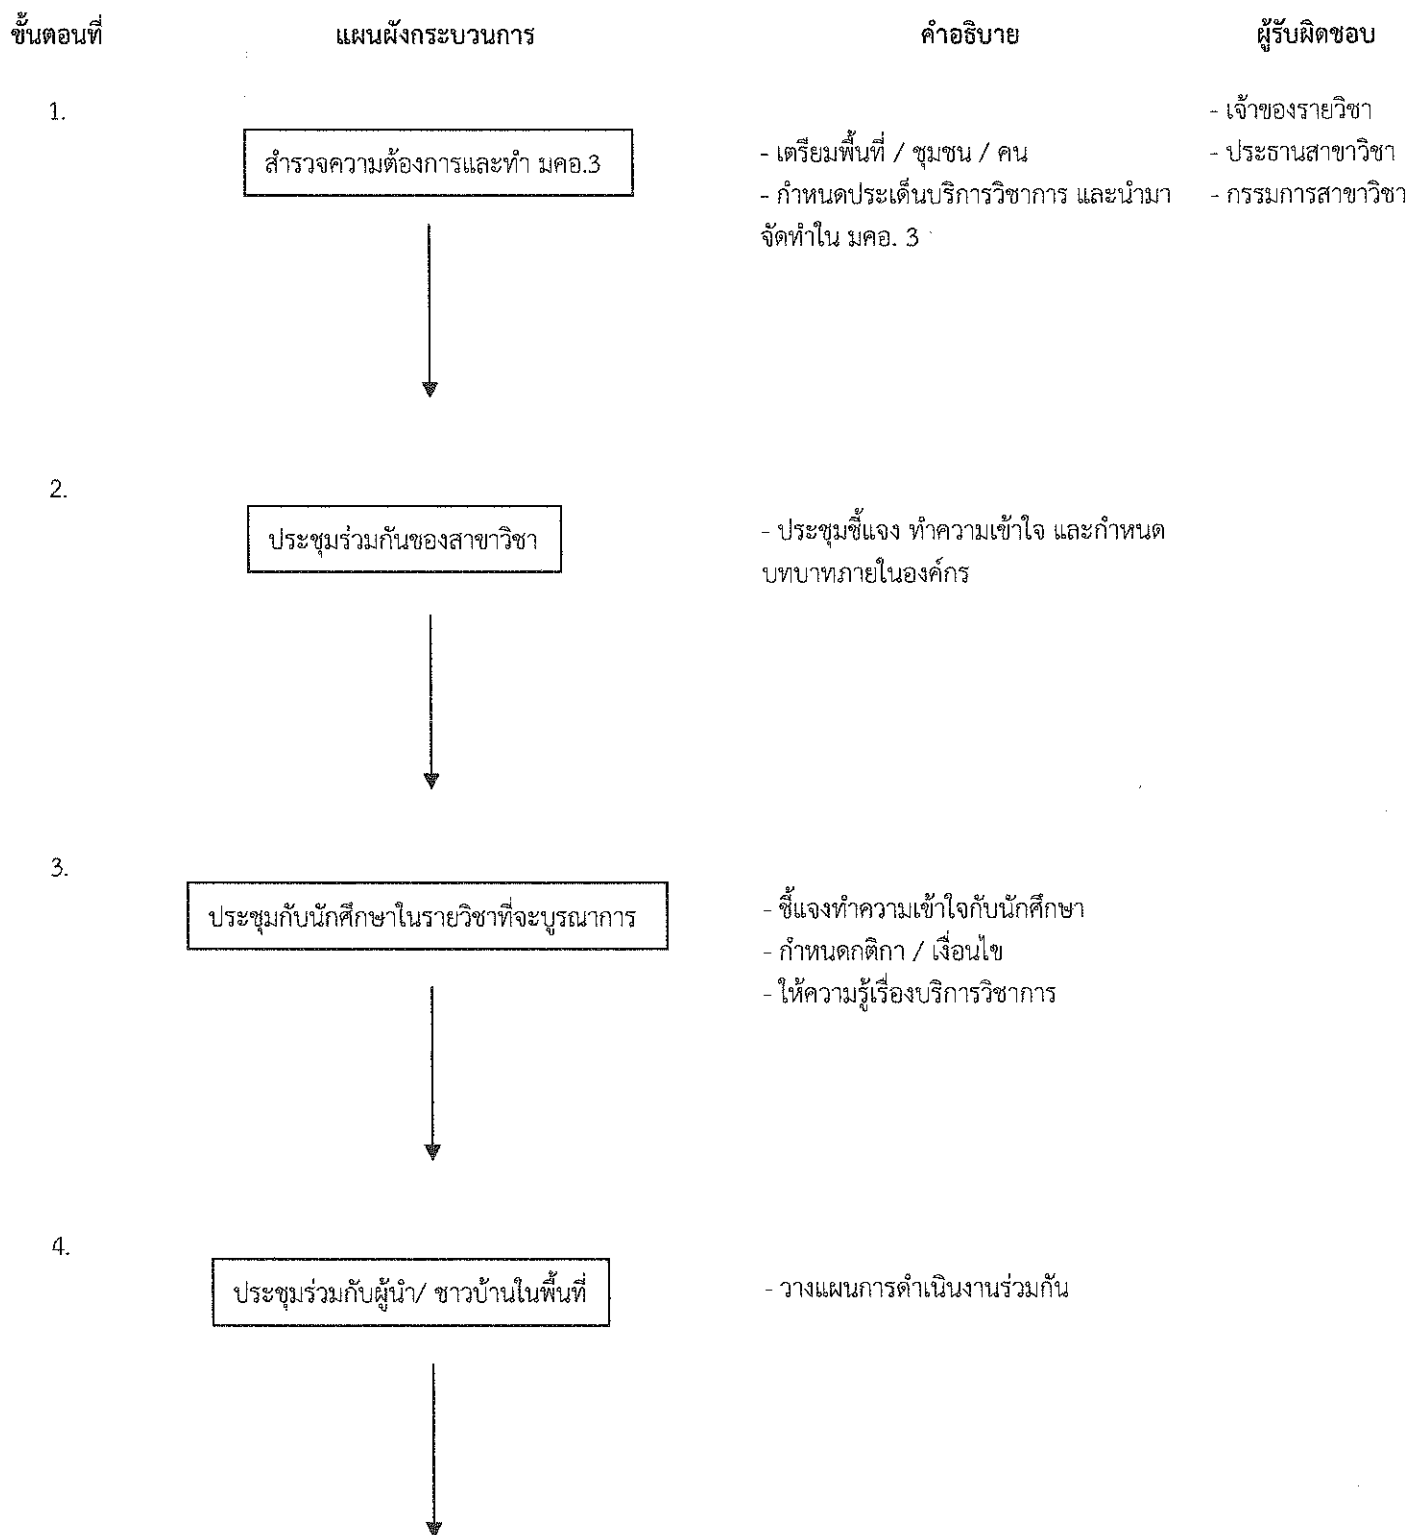 ขั้นตอนที่ แผนผังกระบวนการ คำอธิบาย ผู้รับผิดชอบ
1.
สำรวจความต้องการและทำ มคอ.3
- เตรียมพื้นที่ / ชุมชน / คน
- กำหนดประเด็นบริการวิชาการ และนำมา
จัดทำใน มคอ. 3
- เจ้าของรายวิชา
- ประธานสาขาวิชา
- กรรมการสาขาวิชา
2.
ประชุมร่วมกันของสาขาวิชา
- ประชุมชี้แจง ทำความเข้าใจ และกำหนด
บทบาทภายในองค์กร
3.
ประชุมกับนักศึกษาในรายวิชาที่จะบูรณาการ
- ชี้แจงทำความเข้าใจกับนักศึกษา
- กำหนดกติกา / เงื่อนไข
- ให้ความรู้เรื่องบริการวิชาการ
4.
ประชุมร่วมกับผู้นำ/ ชาวบ้านในพื้นที่
- วางแผนการดำเนินงานร่วมกัน